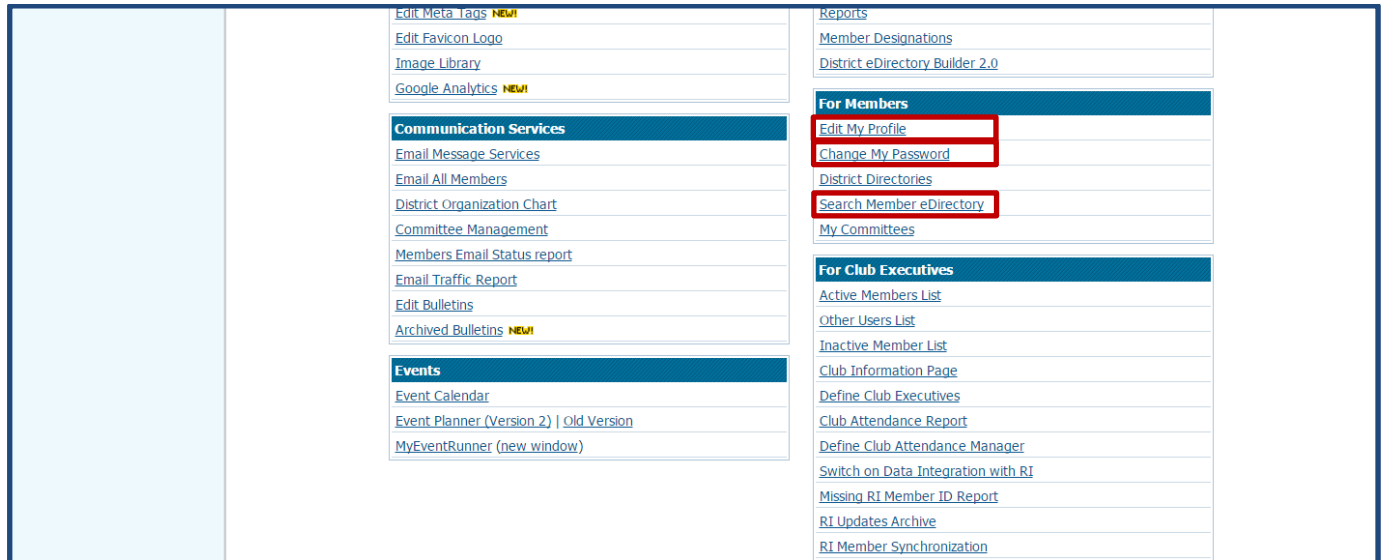 Edit Meta Tags NEW!
Edit Favicon Logo
Image Library
Google Analytics NEW!
Communication Services
Email Message Services
Email All Members
District Organization Chart
Committee Management
Members Email Status report
Email Traffic Report
Edit Bulletins
Archived Bulletins NEW!
Events
Event Calendar
Event Planner (Version 2) | Old Version
MyEventRunner (new window)
Reports
Member Designations
District eDirectory Builder 2.0
For Members
Edit My Profile
Change My Password
District Directories
Search Member eDirectory
My Committees
For Club Executives
Active Members List
Other Users List
Inactive Member List
Club Information Page
Define Club Executives
Club Attendance Report
Define Club Attendance Manager
Switch on Data Integration with RI
Missing RI Member ID Report
RI Updates Archive
RI Member Synchronization